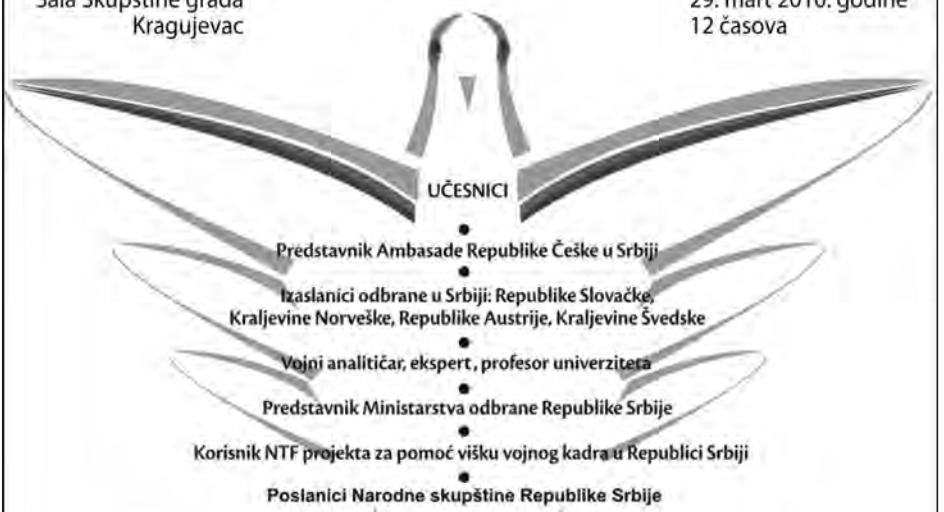 Sala Skupštine grada
Kragujevac
29. mart 2010. godine
12 časova
UČESNICI
Predstavnik Ambasade Republike Češke u Srbiji
Izaslanici odbrane u Srbiji: Republike Slovačke,
Kraljevine Norveške, Republike Austrije, Kraljevine Švedske
Vojni analitičar, ekspert, profesor univerziteta
Predstavnik Ministarstva odbrane Republike Srbije
Korisnik NTF projekta za pomoć višku vojnog kadra u Republici Srbiji
Poslanici Narodne skupštine Republike Srbije